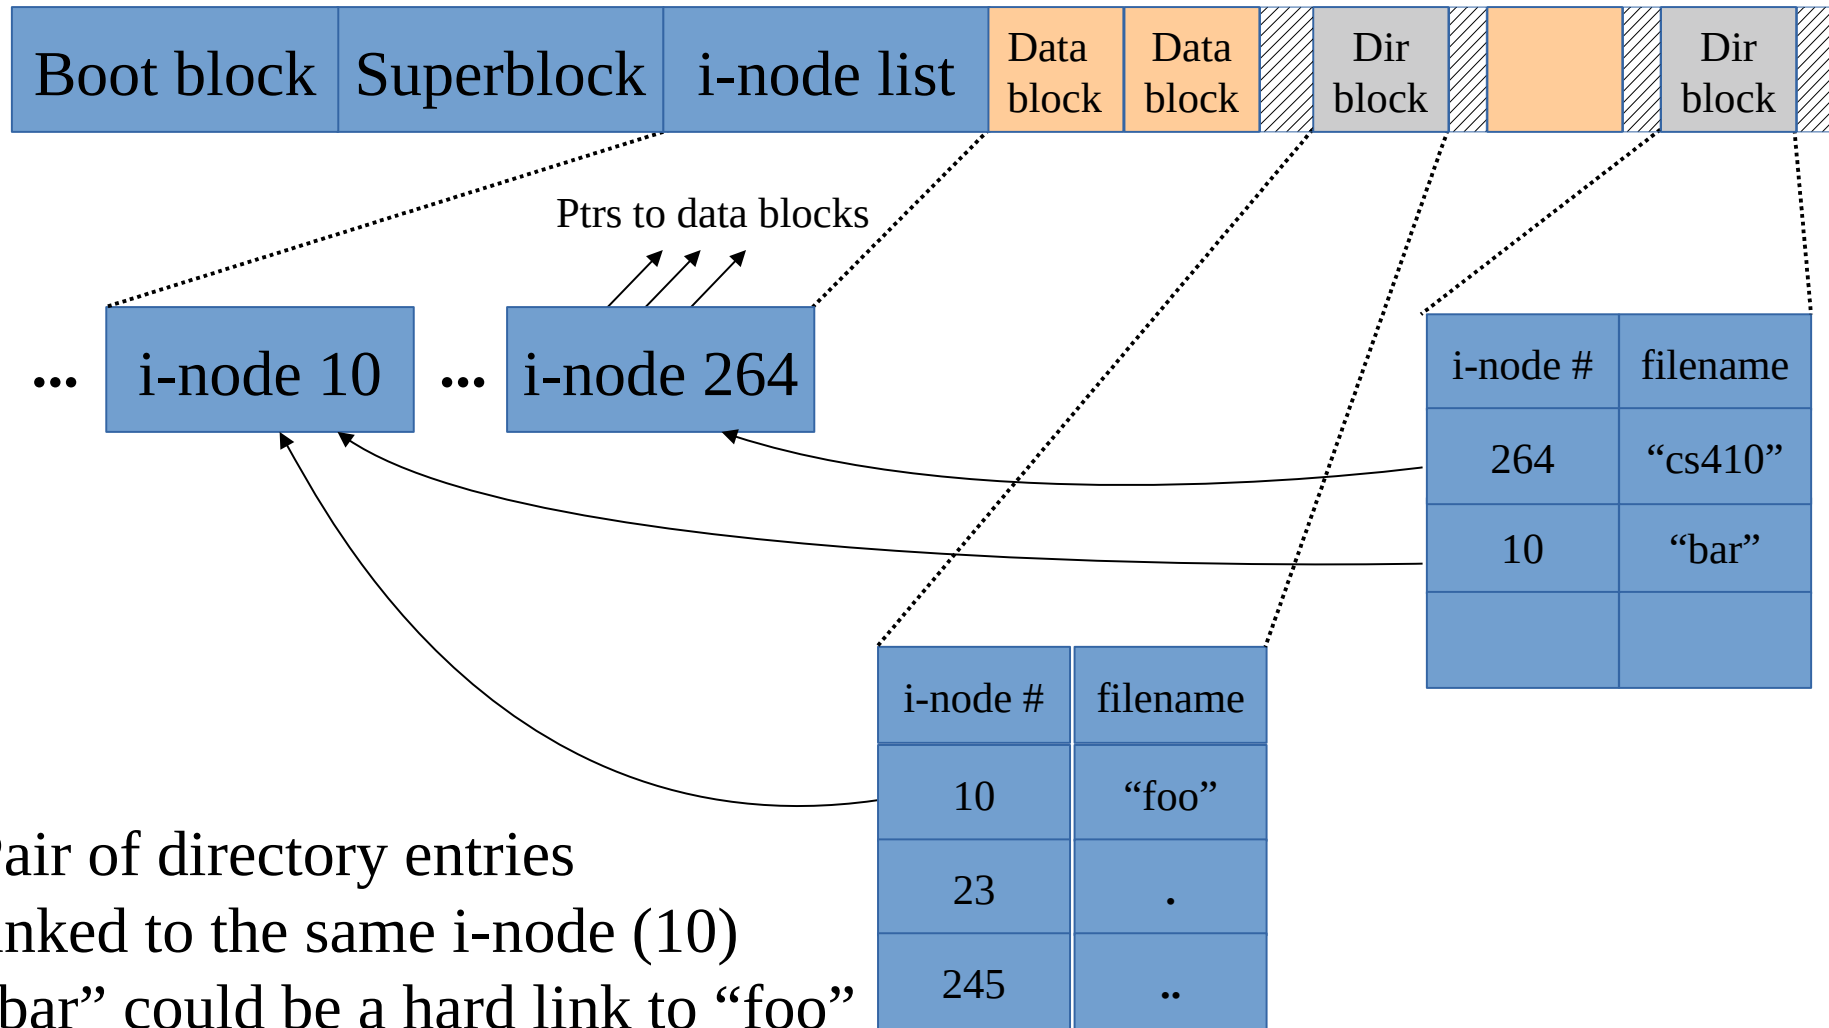 Boot block Superblock i-node list Data block Data block Dir block Dir block
Ptrs to data blocks
... i-node 10 ... i-node 264
i-node # filename
264 “cs410”
10 “bar”
i-node # filename
10 “foo”
23 .
245 ..
Pair of directory entries
linked to the same i-node (10)
bar” could be a hard link to “foo”